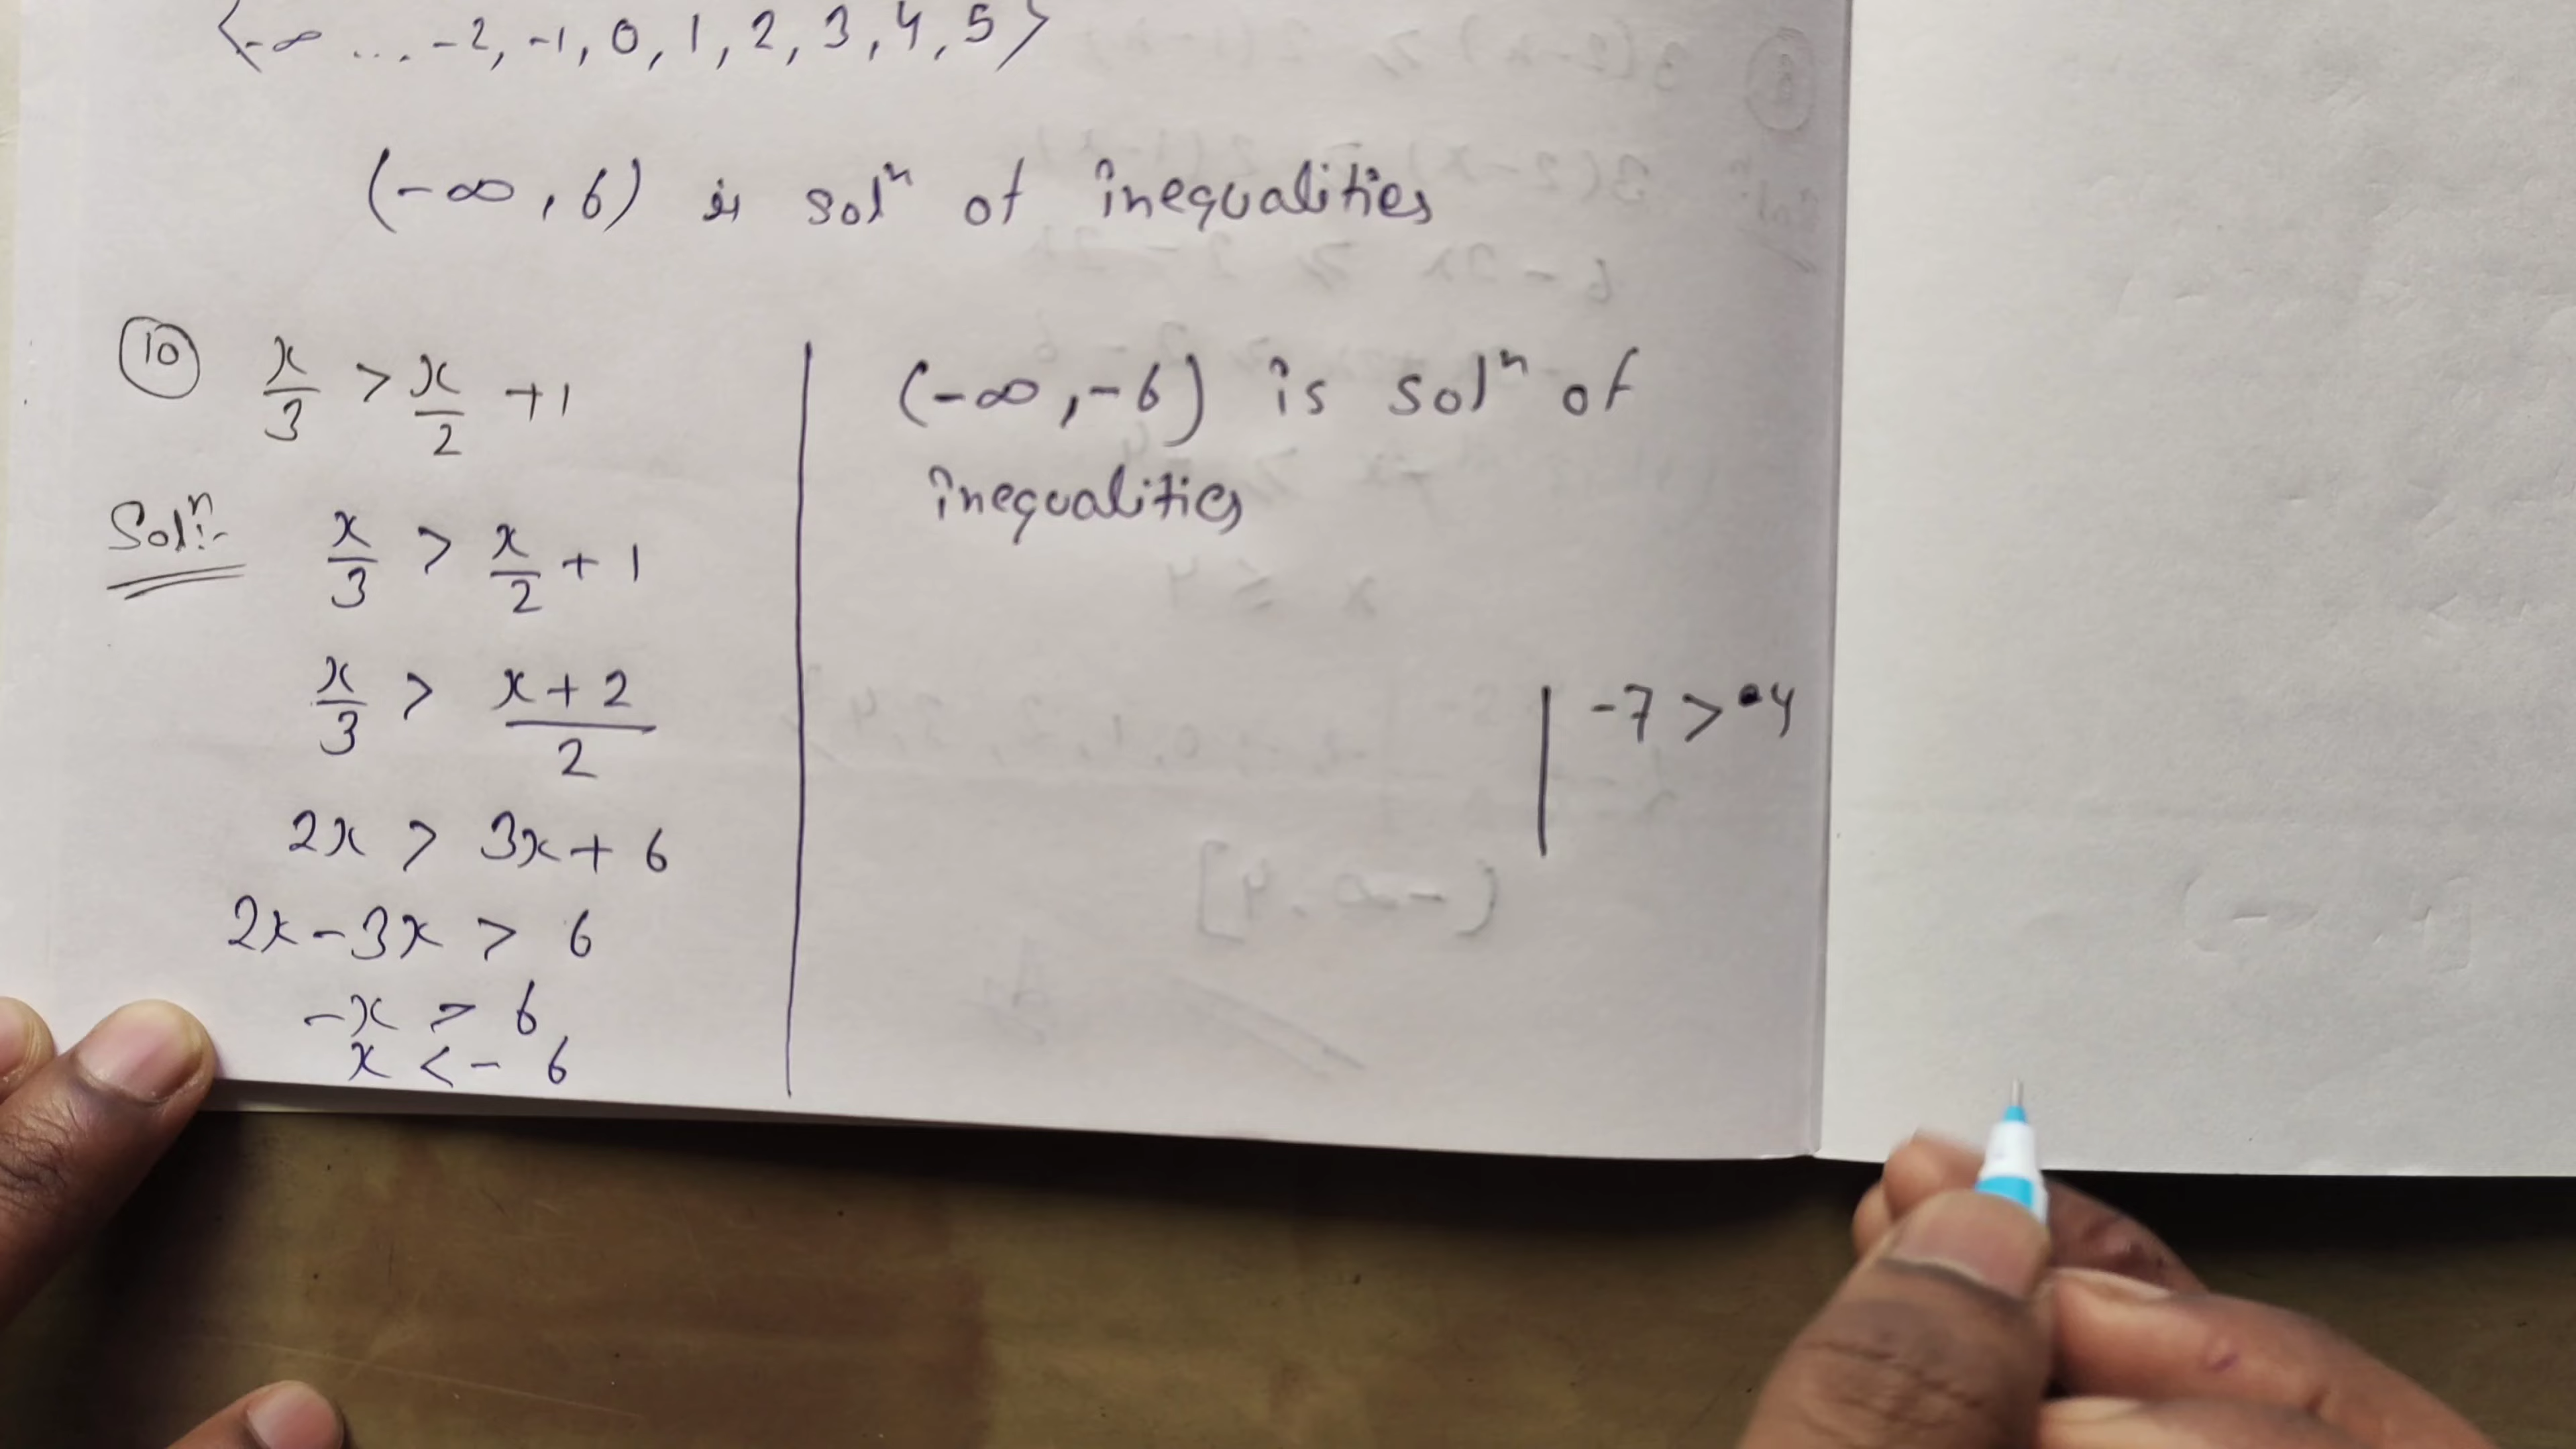 ⟨-∞ ... -2, -1, 0, 1, 2, 3, 4, 5⟩
(-∞, 6) is solⁿ of inequalities
10 x/3 > x/2 + 1
Solⁿ:- x/3 > x/2 + 1
x/3 > (x + 2)/2
2x > 3x + 6
2x - 3x > 6
-x > 6
x < - 6
(-∞, -6) is solⁿ of
inequalities
-7 > -4